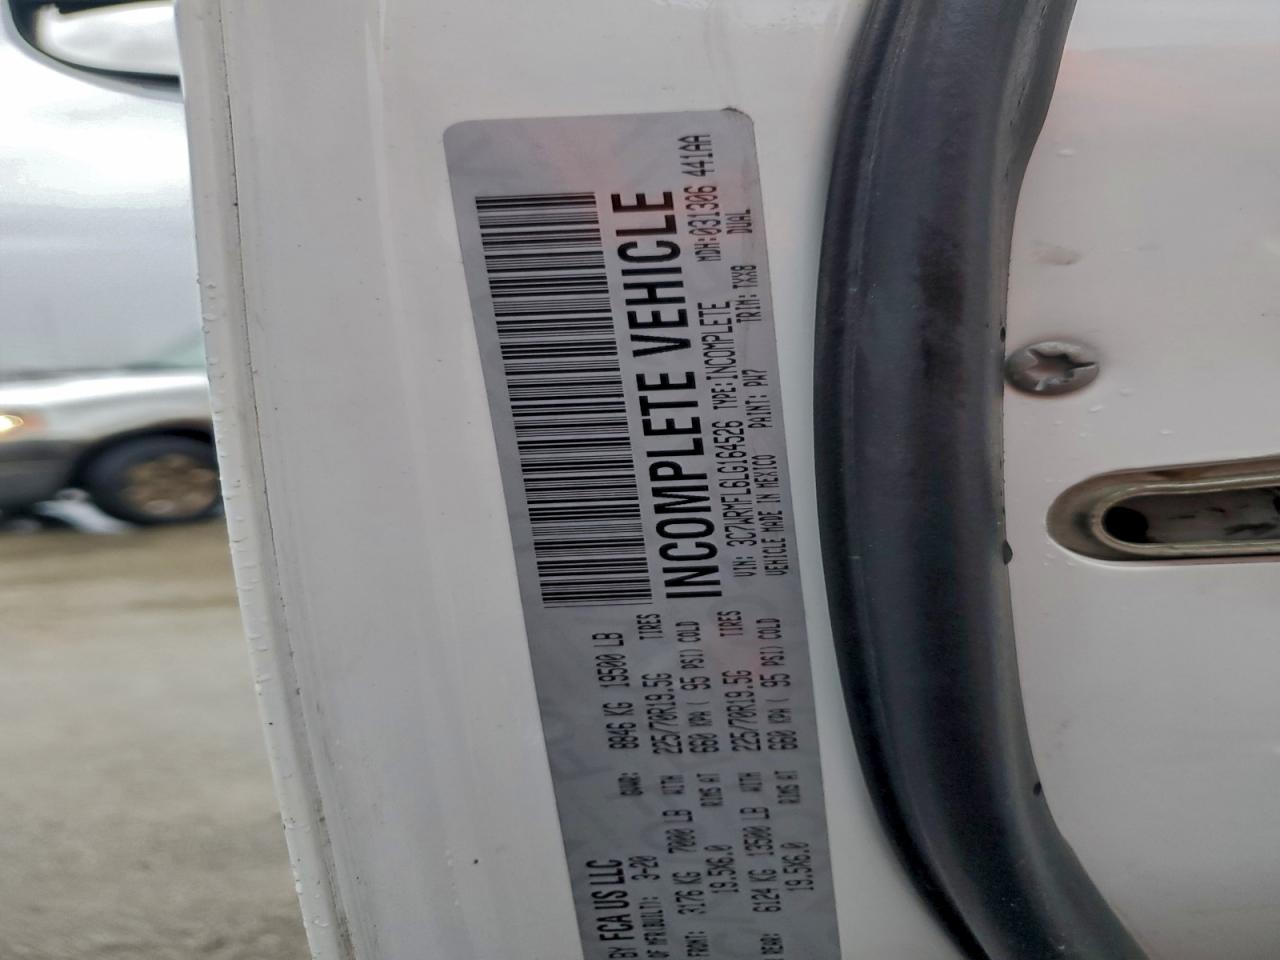 BY FCA US LLC
OF MFR(BUILT): 3-20 GVWR: 8846 KG 19500 LB
FRONT: 3176 KG 7000 LB WITH 225/70R19.5G TIRES
19.5X6.0 RIMS AT 660 KPA ( 95 PSI) COLD
REAR: 6124 KG 13500 LB WITH 225/70R19.5G TIRES
19.5X6.0 RIMS AT 660 KPA ( 95 PSI) COLD
INCOMPLETE VEHICLE
MDH:031306 441AA
VIN: 3C7WRMFL6LG164526 TYPE:INCOMPLETE DUAL
VEHICLE MADE IN MEXICO PAINT: PW7 TRIM: TXX8